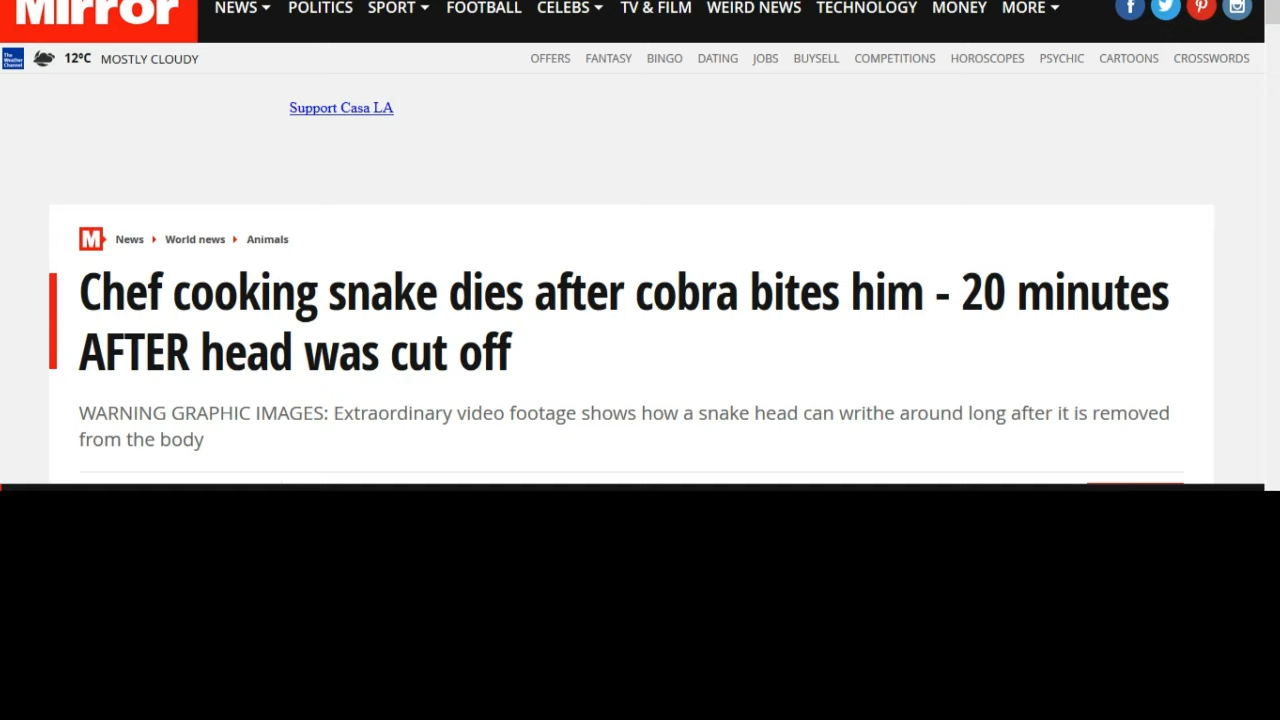 Mirror
NEWS POLITICS SPORT FOOTBALL CELEBS TV & FILM WEIRD NEWS TECHNOLOGY MONEY MORE
The Weather Channel 12°C MOSTLY CLOUDY OFFERS FANTASY BINGO DATING JOBS BUYSELL COMPETITIONS HOROSCOPES PSYCHIC CARTOONS CROSSWORDS
Support Casa LA
M News World news Animals
Chef cooking snake dies after cobra bites him - 20 minutes
AFTER head was cut off
WARNING GRAPHIC IMAGES: Extraordinary video footage shows how a snake head can writhe around long after it is removed
from the body